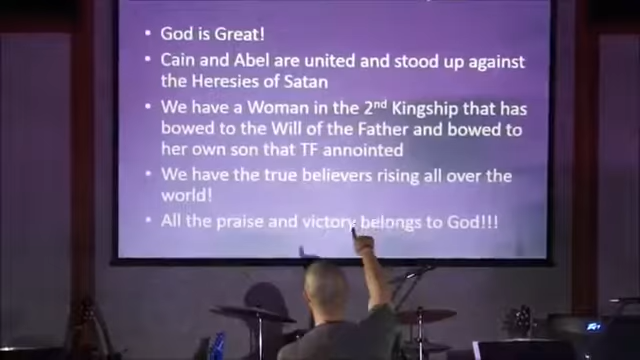 • God is Great!
• Cain and Abel are united and stood up against
the Heresies of Satan
• We have a Woman in the 2nd Kingship that has
bowed to the Will of the Father and bowed to
her own son that TF annointed
• We have the true believers rising all over the
world!
• All the praise and victory belongs to God!!!